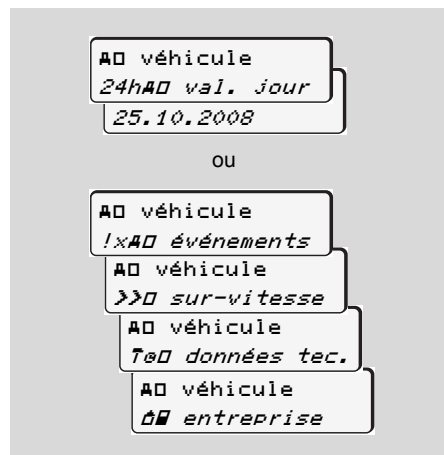 véhicule
24h val. jour
25.10.2008
ou
véhicule
!x événements
véhicule
>> sur-vitesse
véhicule
données tec.
véhicule
entreprise